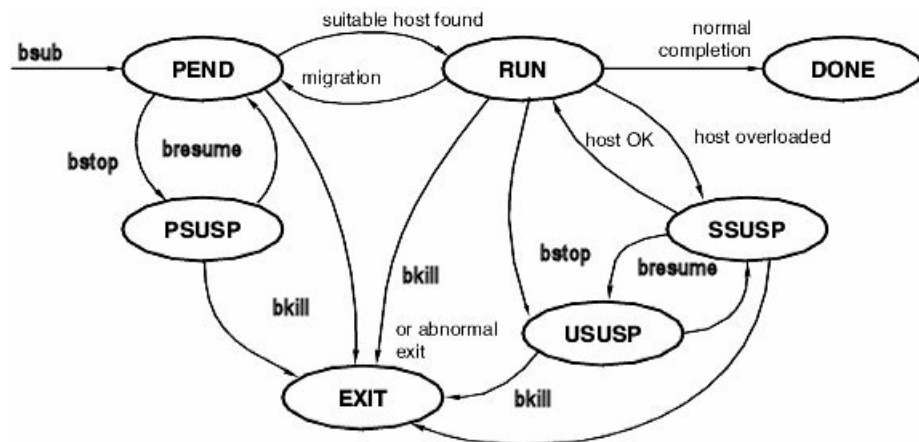 suitable host found
bsub
PEND
migration
RUN
normal
completion
DONE
bstop
bresume
host OK
host overloaded
PSUSP
SSUSP
bkill
bkill
bstop
bresume
or abnormal
exit
USUSP
EXIT
bkill